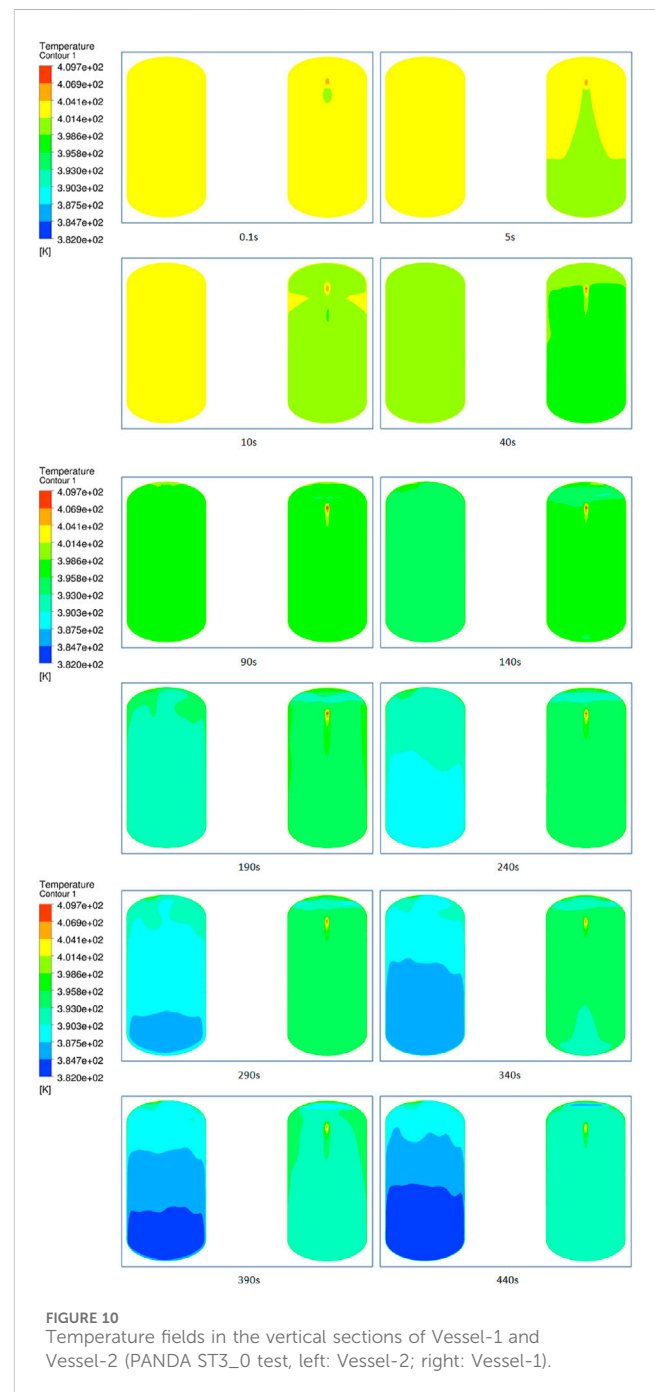 Temperature
Contour 1
4.097e+02
4.069e+02
4.041e+02
4.014e+02
3.986e+02
3.958e+02
3.930e+02
3.903e+02
3.875e+02
3.847e+02
3.820e+02
[K]
0.1s
5s
10s
40s
Temperature
Contour 1
4.097e+02
4.069e+02
4.041e+02
4.014e+02
3.986e+02
3.958e+02
3.930e+02
3.903e+02
3.875e+02
3.847e+02
3.820e+02
[K]
90s
140s
190s
240s
Temperature
Contour 1
4.097e+02
4.069e+02
4.041e+02
4.014e+02
3.986e+02
3.958e+02
3.930e+02
3.903e+02
3.875e+02
3.847e+02
3.820e+02
[K]
290s
340s
390s
440s
FIGURE 10
Temperature fields in the vertical sections of Vessel-1 and
Vessel-2 (PANDA ST3_0 test, left: Vessel-2; right: Vessel-1).